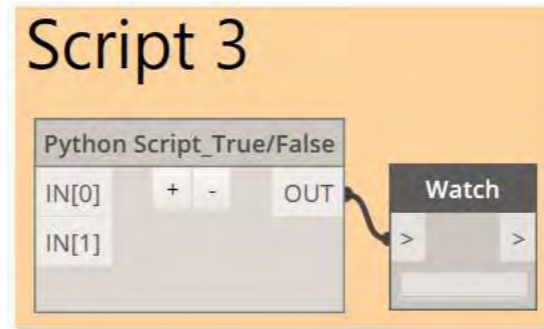 Script 3
Python Script_True/False
IN[0] + - OUT
IN[1]
Watch
> >